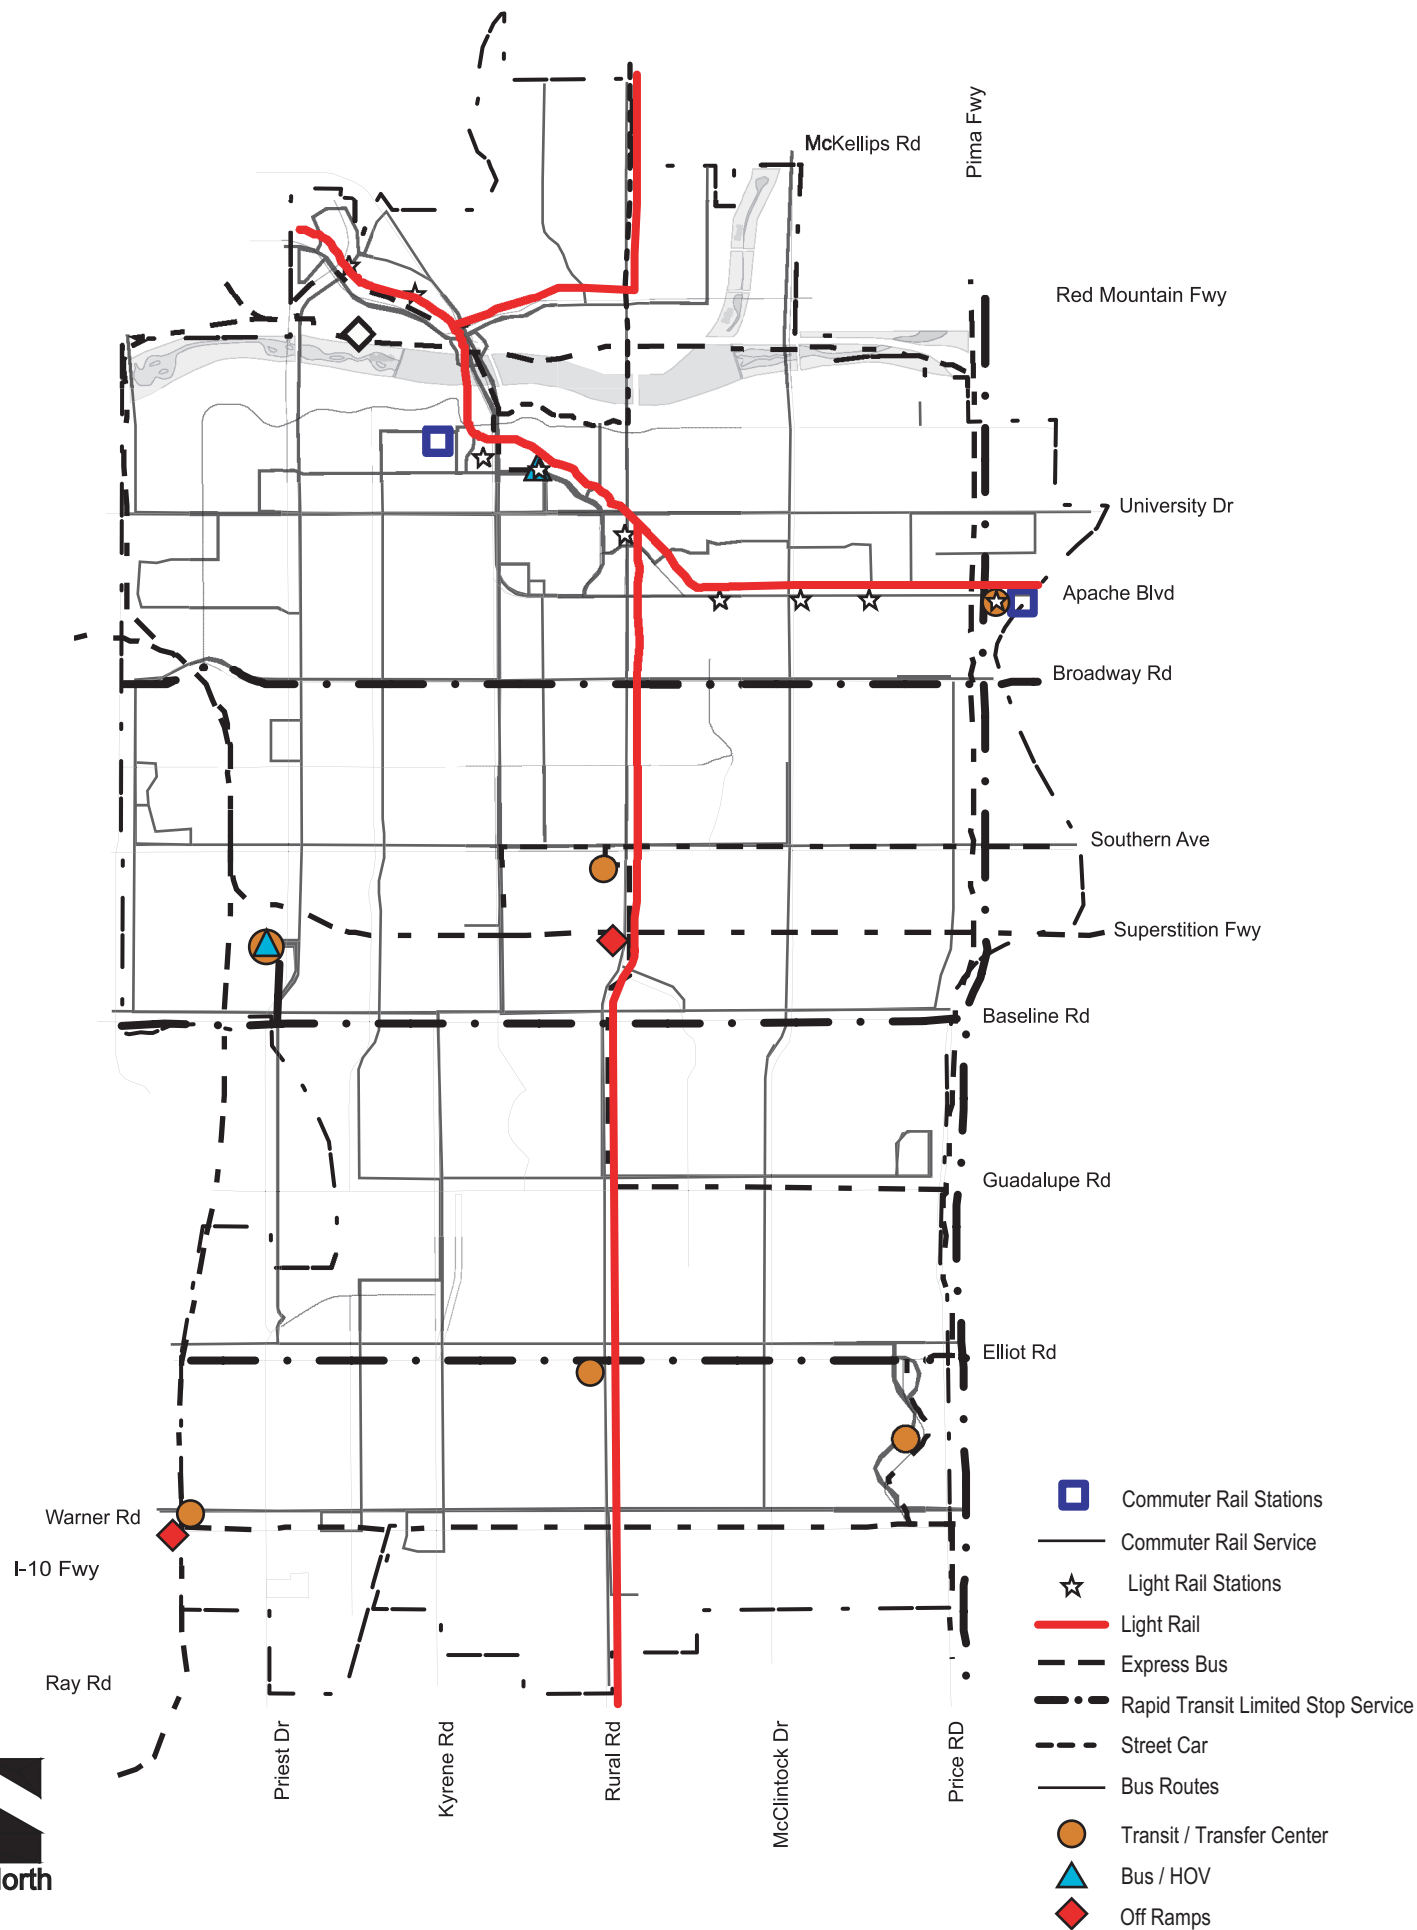 Pima Fwy
McKellips Rd
Red Mountain Fwy
University Dr
Apache Blvd
Broadway Rd
Southern Ave
Superstition Fwy
Baseline Rd
Guadalupe Rd
Elliot Rd
Warner Rd
I-10 Fwy
Ray Rd
Priest Dr
Kyrene Rd
Rural Rd
McClintock Dr
Price RD
Commuter Rail Stations
Commuter Rail Service
Light Rail Stations
Light Rail
Express Bus
Rapid Transit Limited Stop Service
Street Car
Bus Routes
Transit / Transfer Center
Bus / HOV
Off Ramps
orth